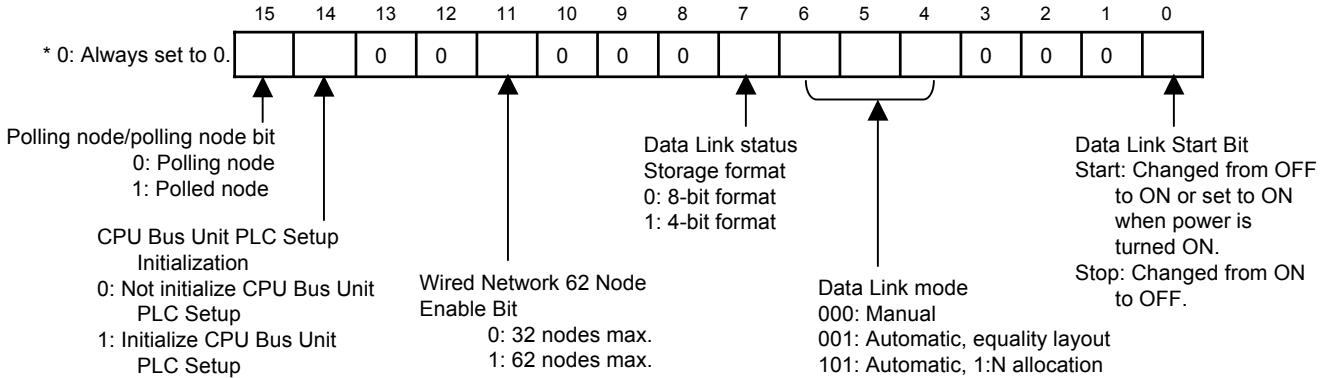 15 14 13 12 11 10 9 8 7 6 5 4 3 2 1 0
* 0: Always set to 0. 0 0 0 0 0 0 0 0
Polling node/polling node bit
0: Polling node
1: Polled node
CPU Bus Unit PLC Setup
Initialization
0: Not initialize CPU Bus Unit
PLC Setup
1: Initialize CPU Bus Unit
PLC Setup
Wired Network 62 Node
Enable Bit
0: 32 nodes max.
1: 62 nodes max.
Data Link status
Storage format
0: 8-bit format
1: 4-bit format
Data Link mode
000: Manual
001: Automatic, equality layout
101: Automatic, 1:N allocation
Data Link Start Bit
Start: Changed from OFF
to ON or set to ON
when power is
turned ON.
Stop: Changed from ON
to OFF.